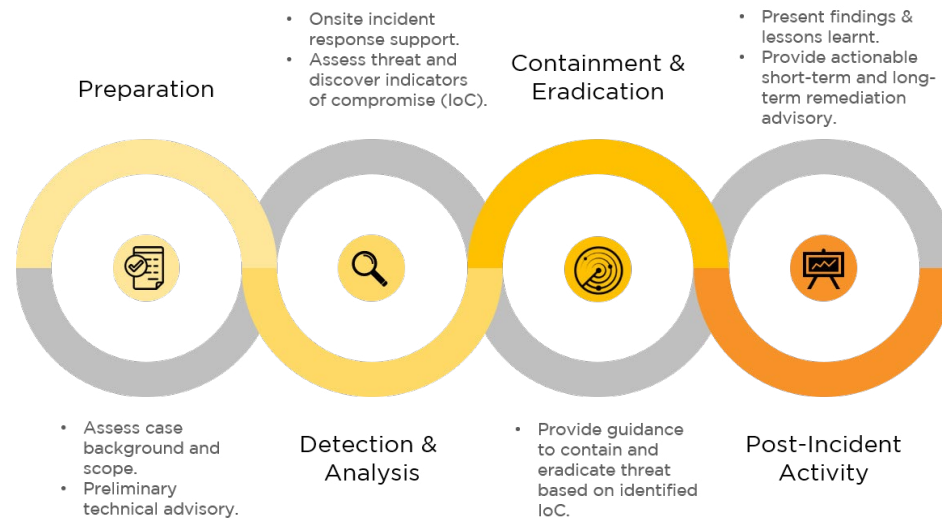 Preparation
• Assess case
background and
scope.
• Preliminary
technical advisory.
• Onsite incident
response support.
• Assess threat and
discover indicators
of compromise (IoC).
Detection &
Analysis
Containment &
Eradication
• Provide guidance
to contain and
eradicate threat
based on identified
IoC.
• Present findings &
lessons learnt.
• Provide actionable
short-term and long-
term remediation
advisory.
Post-Incident
Activity